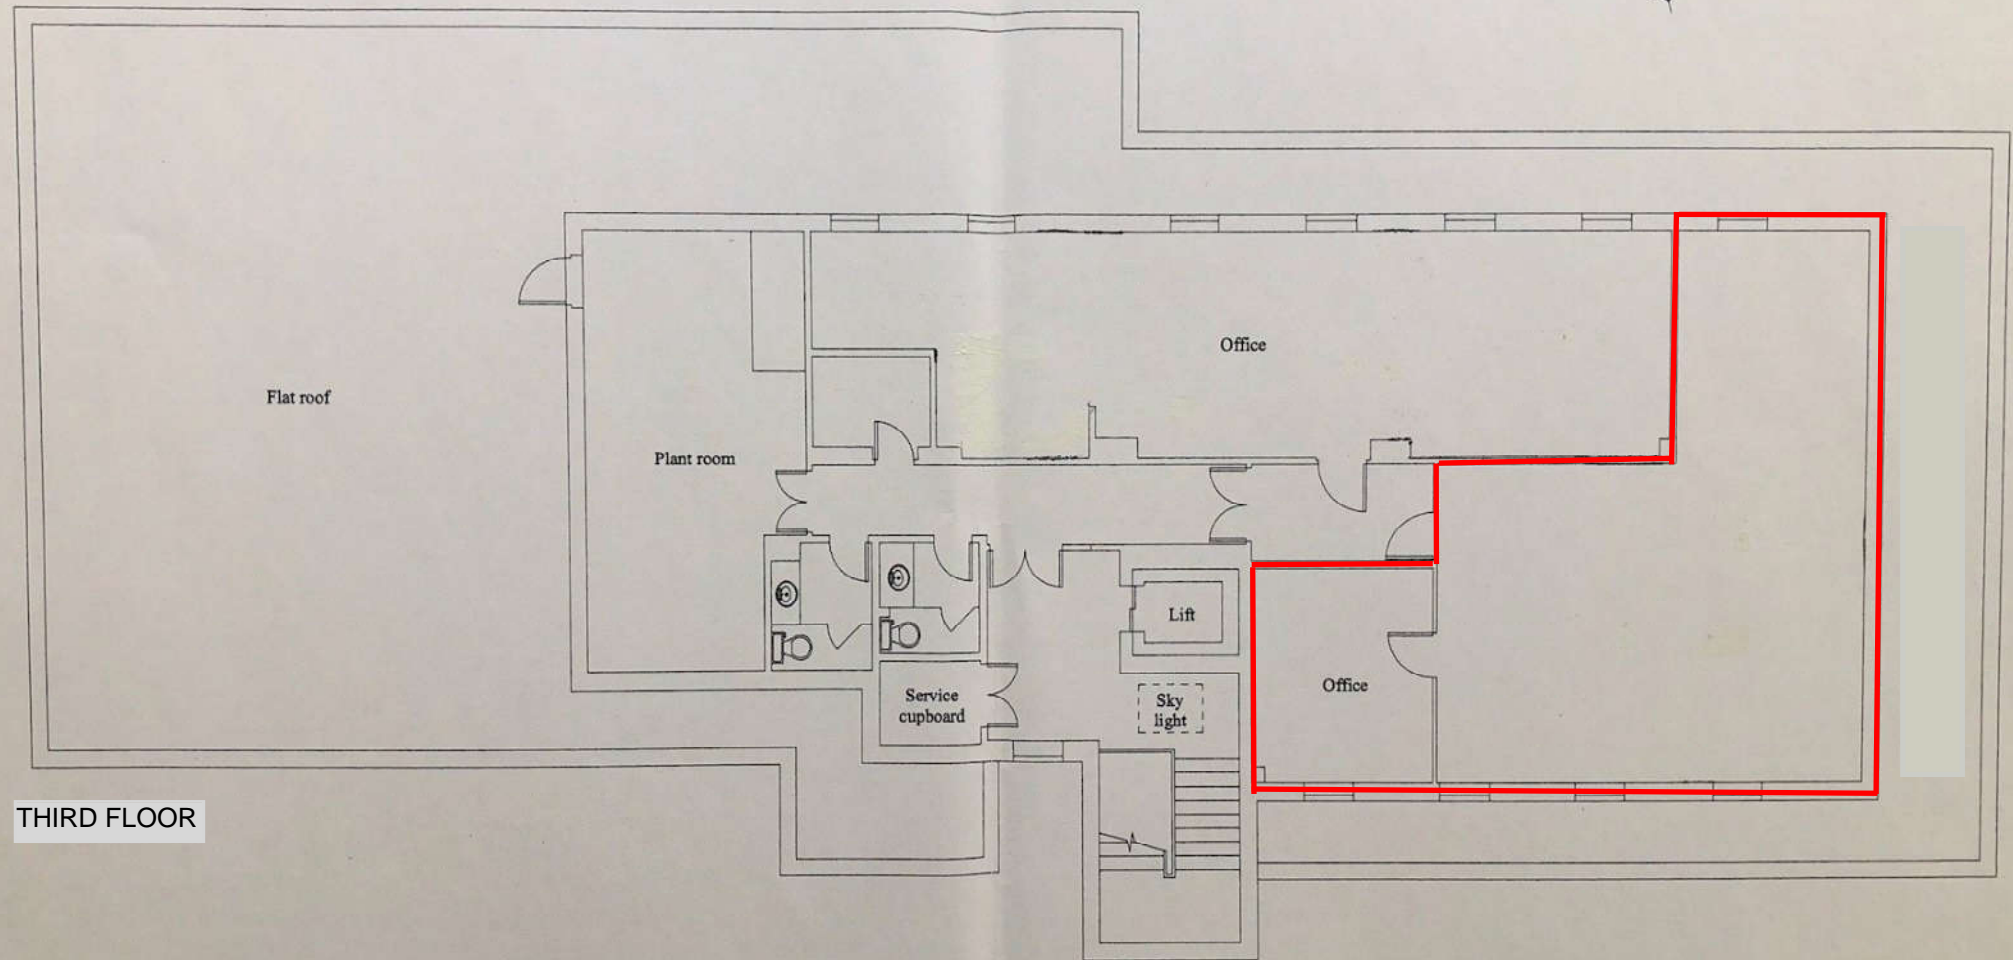 Office
Flat roof
Plant room
Lift
Office
Service
cupboard
Sky
light
THIRD FLOOR